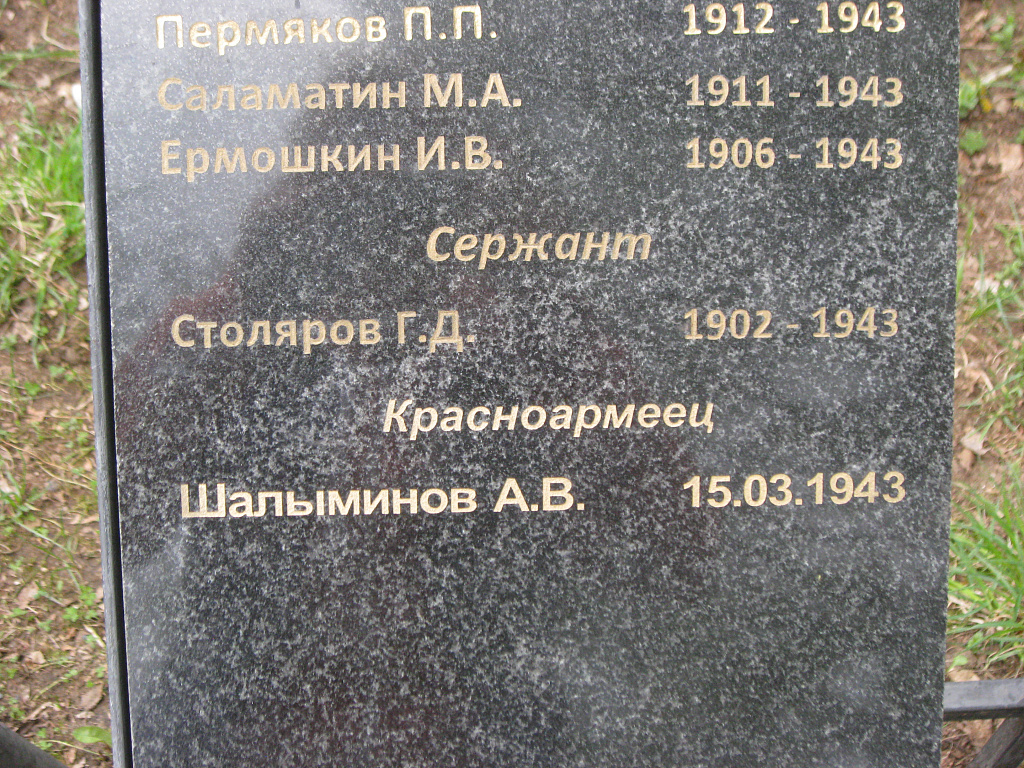 Пермяков П.П. 1912 - 1943
Саламатин М.А. 1911 - 1943
Ермошкин И.В. 1906 - 1943
Сержант
Столяров Г.Д. 1902 - 1943
Красноармеец
Шалыминов А.В. 15.03.1943